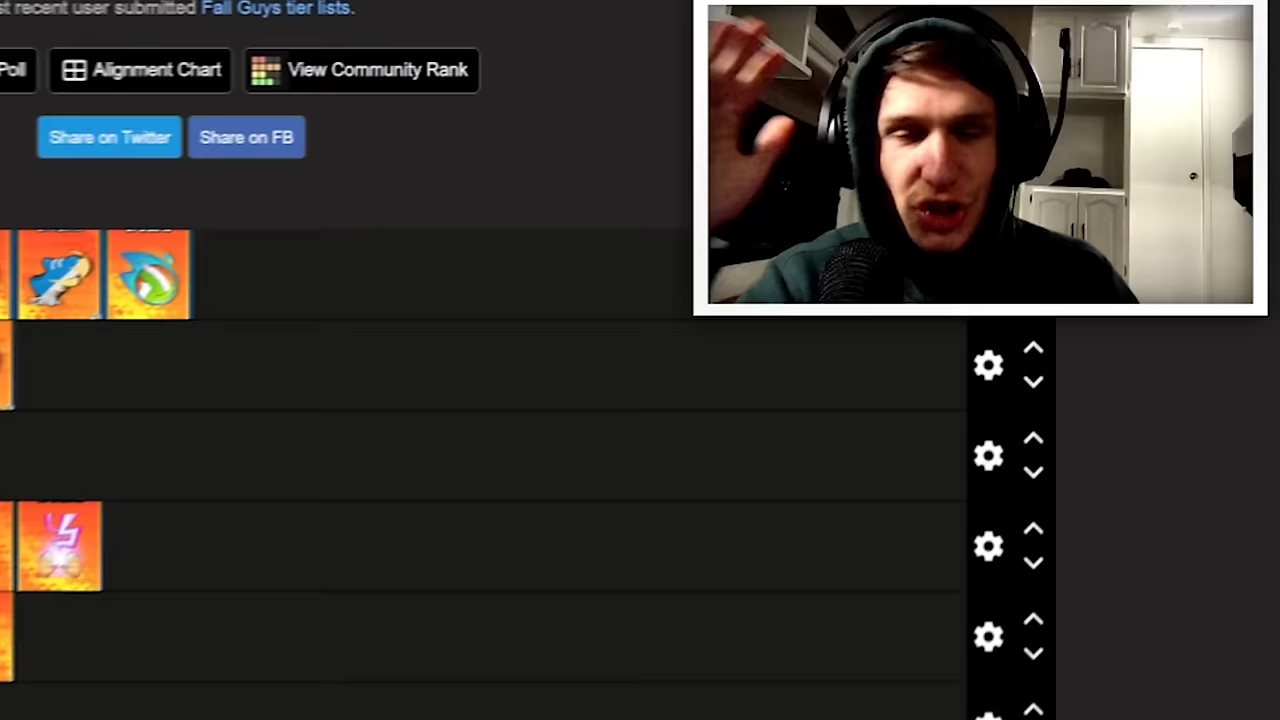 st recent user submitted Fall Guys tier lists.
Poll
Alignment Chart
View Community Rank
Share on Twitter
Share on FB